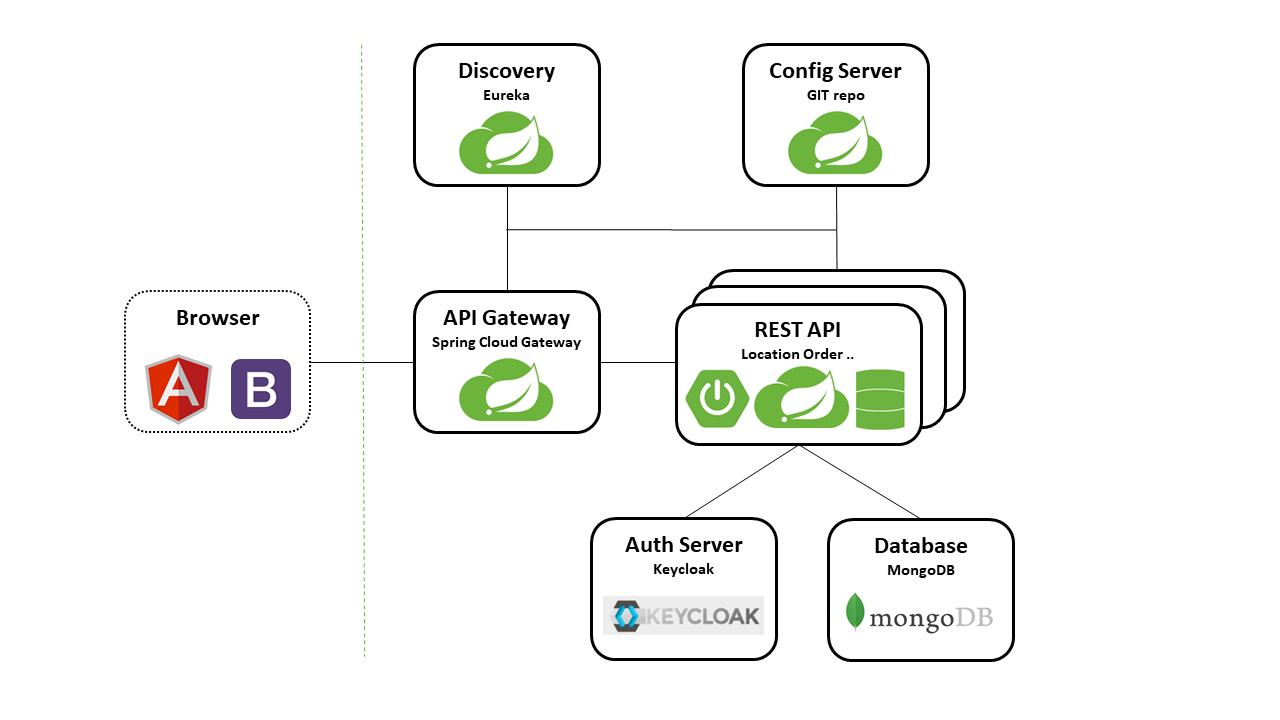 Discovery
Eureka
Config Server
GIT repo
Browser
A
B
API Gateway
Spring Cloud Gateway
REST API
Location Order ..
Auth Server
Keycloak
KEYCLOAK
Database
MongoDB
mongoDB